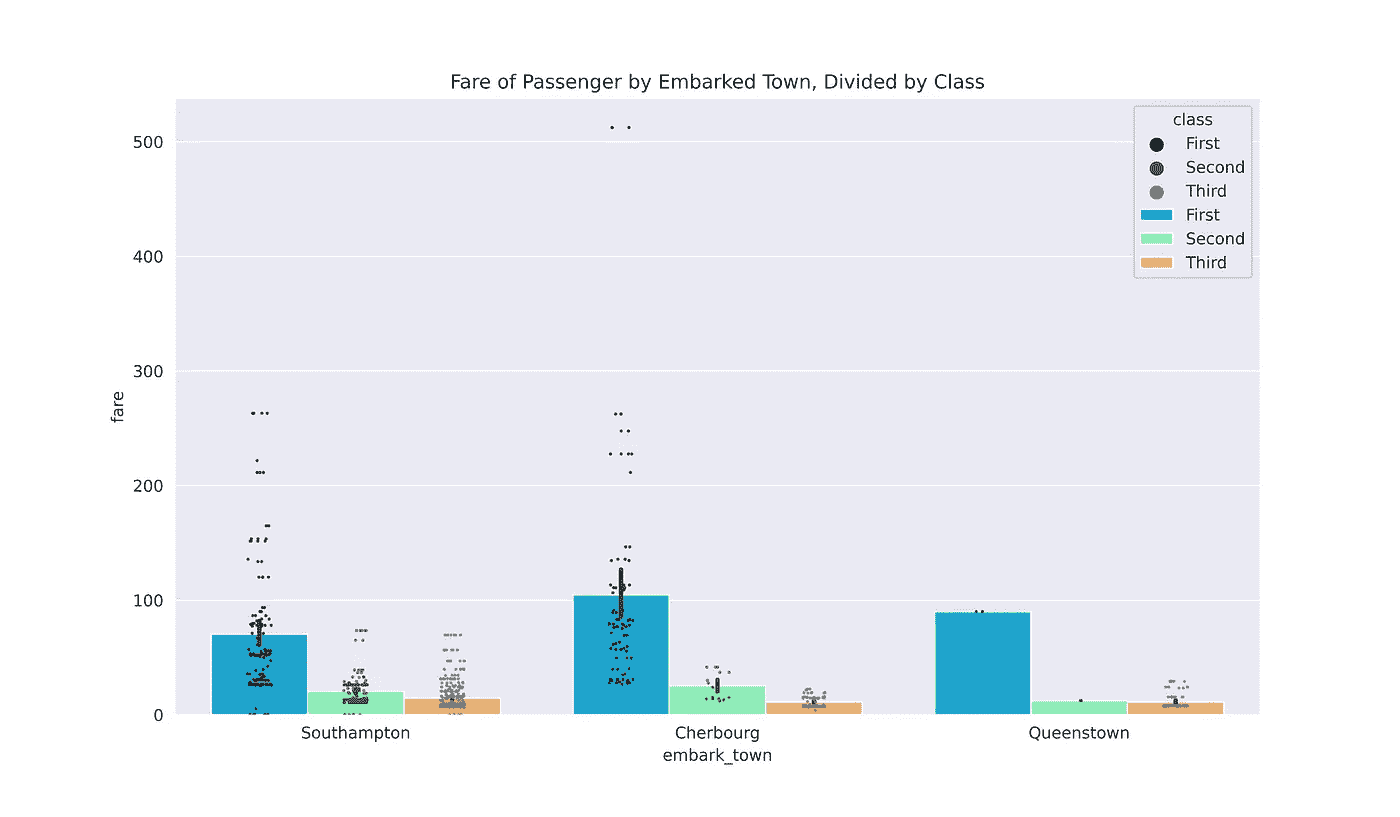 Fare of Passenger by Embarked Town, Divided by Class
class
First
Second
Third
First
Second
Third
500
400
300
200
100
0
fare
Southampton
Cherbourg
Queenstown
embark_town